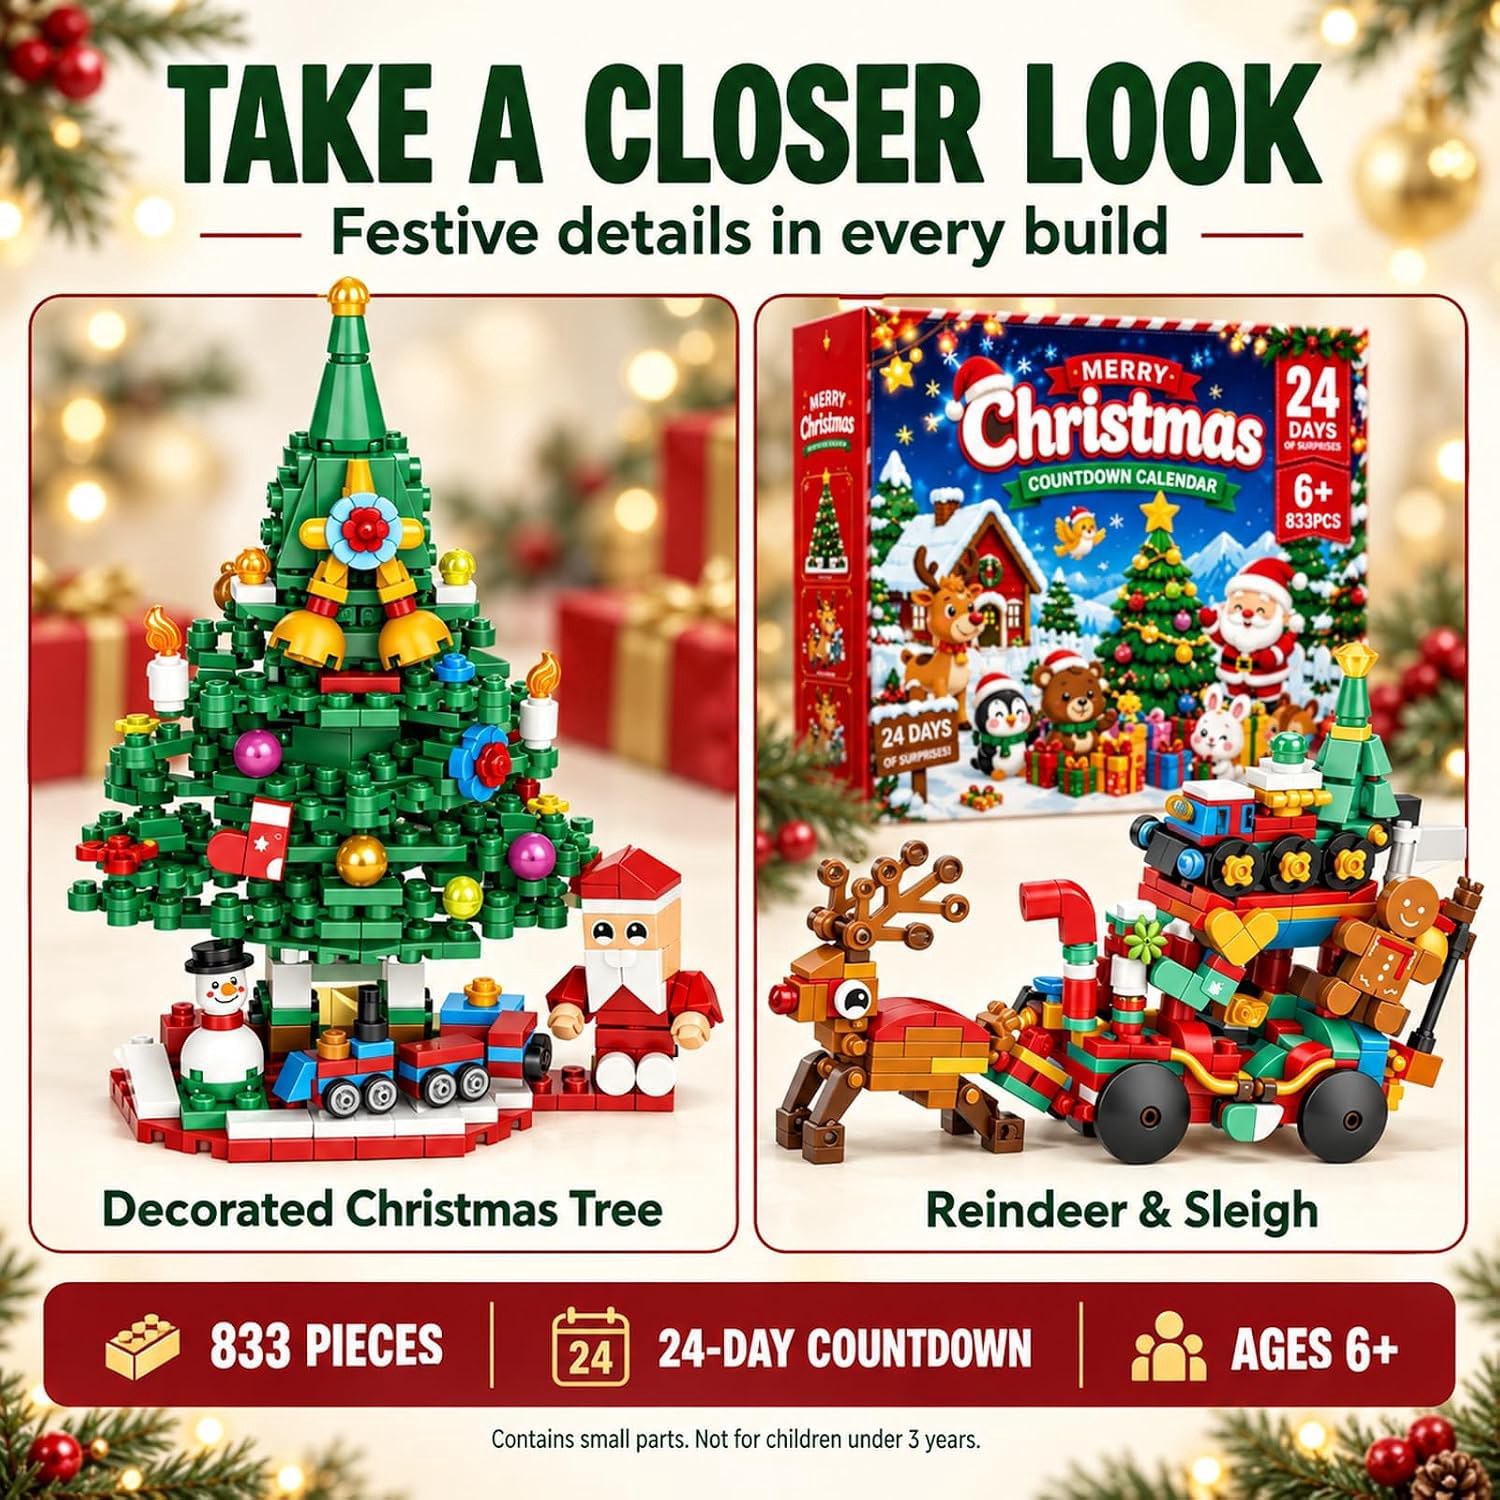 TAKE A CLOSER LOOK
Festive details in every build
MERRY
Christmas
COUNTDOWN CALENDAR
24
DAYS
OF SURPRISES
6+
833PCS
MERRY
Christmas
24 DAYS
OF SURPRISES!
Decorated Christmas Tree
Reindeer & Sleigh
833 PIECES
24
24-DAY COUNTDOWN
AGES 6+
Contains small parts. Not for children under 3 years.